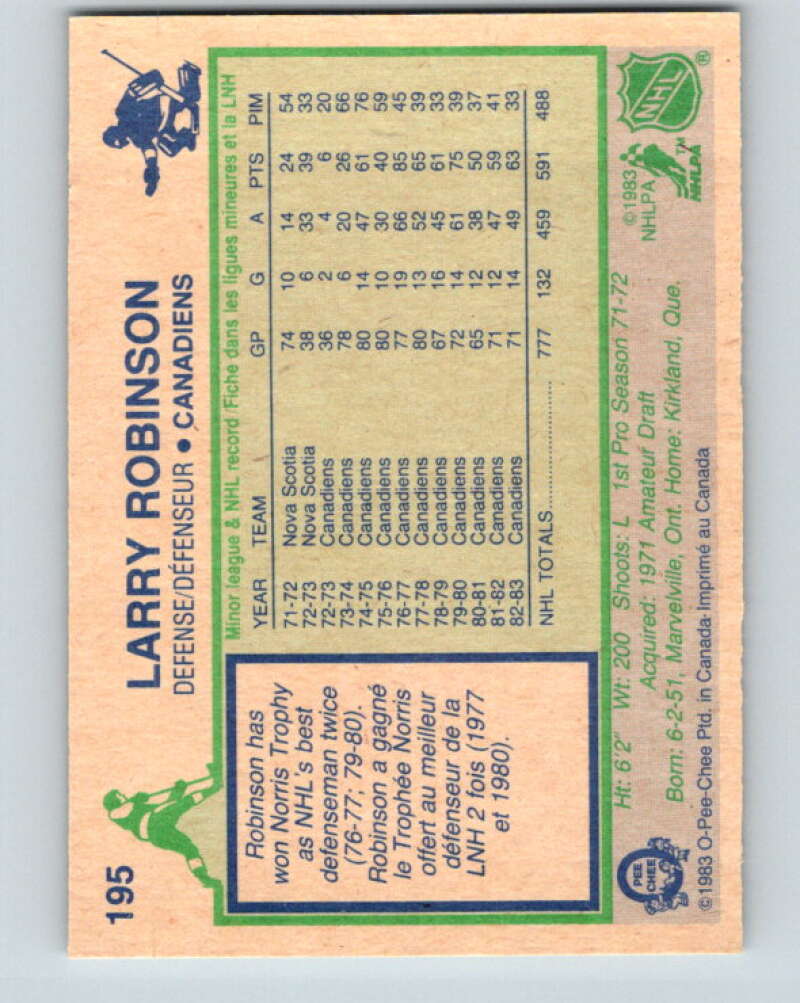 195
LARRY ROBINSON
DEFENSE/DÉFENSEUR • CANADIENS
Robinson has
won Norris Trophy
as NHL's best
defenseman twice
(76-77; 79-80).
Robinson a gagné
le Trophée Norris
offert au meilleur
défenseur de la
LNH 2 fois (1977
et 1980).
Minor league & NHL record/Fiche dans les ligues mineures et la LNH
YEAR TEAM GP G A PTS PIM
71-72 Nova Scotia 74 10 14 24 54
72-73 Nova Scotia 38 6 33 39 33
72-73 Canadiens 36 2 4 6 20
73-74 Canadiens 78 6 20 26 66
74-75 Canadiens 80 14 47 61 76
75-76 Canadiens 80 10 30 40 59
76-77 Canadiens 77 19 66 85 45
77-78 Canadiens 80 13 52 65 39
78-79 Canadiens 67 16 45 61 33
79-80 Canadiens 72 14 61 75 39
80-81 Canadiens 65 12 38 50 37
81-82 Canadiens 71 12 47 59 41
82-83 Canadiens 71 14 49 63 33
NHL TOTALS 777 132 459 591 488
Ht: 6'2" Wt: 200 Shoots: L 1st Pro Season 71-72
Acquired: 1971 Amateur Draft
Born: 6-2-51, Marvelville, Ont. Home: Kirkland, Que.
©1983
NHLPA
NHLPA™
NHL®
O PEE CHEE
©1983 O-Pee-Chee Ptd. in Canada-Imprimé au Canada